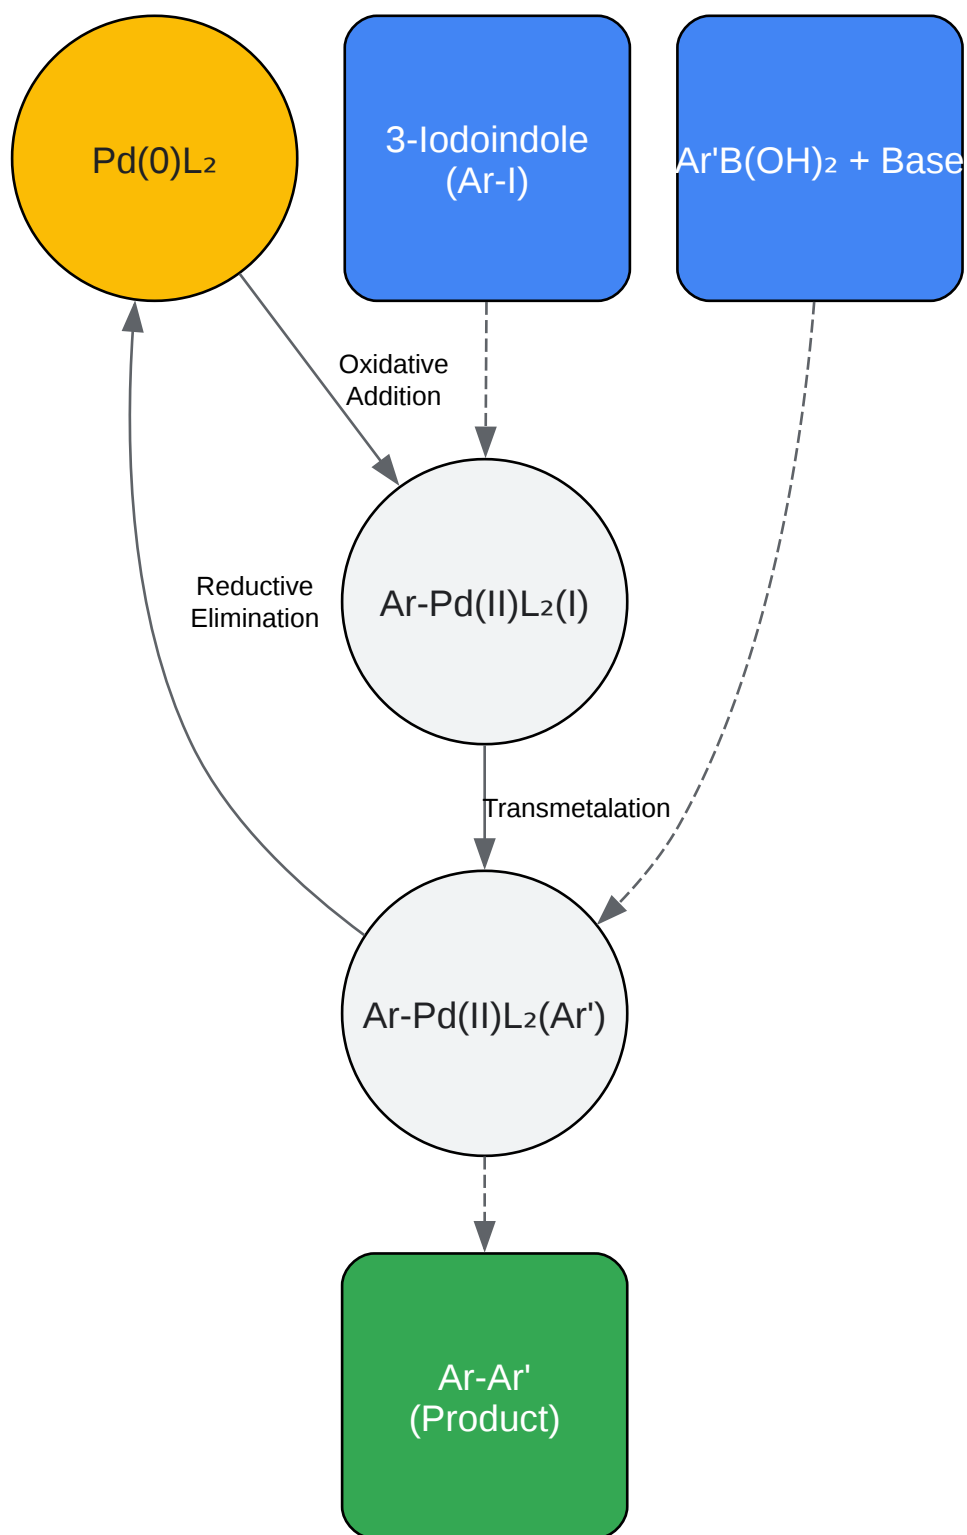 Pd(0)L₂
3-Iodoindole
(Ar-I)
Ar'B(OH)₂ + Base
Oxidative
Addition
Reductive
Elimination
Ar-Pd(II)L₂(I)
Transmetalation
Ar-Pd(II)L₂(Ar')
Ar-Ar'
(Product)